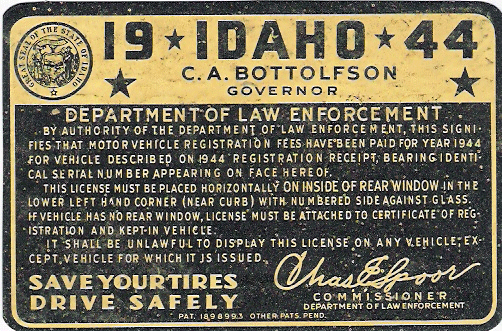 19 ★ IDAHO ★ 44
GREAT SEAL OF THE STATE OF IDAHO
C. A. BOTTOLFSON
GOVERNOR
DEPARTMENT OF LAW ENFORCEMENT
BY AUTHORITY OF THE DEPARTMENT OF LAW ENFORCEMENT, THIS SIGNI-
FIES THAT MOTOR VEHICLE REGISTRATION FEES HAVE BEEN PAID FOR YEAR 1944
FOR VEHICLE DESCRIBED ON 1944 REGISTRATION RECEIPT, BEARING IDENTI-
CAL SERIAL NUMBER APPEARING ON FACE HEREOF.
THIS LICENSE MUST BE PLACED HORIZONTALLY ON INSIDE OF REAR WINDOW IN THE
LOWER LEFT HAND CORNER (NEAR CURB) WITH NUMBERED SIDE AGAINST GLASS.
IF VEHICLE HAS NO REAR WINDOW, LICENSE MUST BE ATTACHED TO CERTIFICATE OF REG-
ISTRATION AND KEPT IN VEHICLE.
IT SHALL BE UNLAWFUL TO DISPLAY THIS LICENSE ON ANY VEHICLE, EX-
CEPT VEHICLE FOR WHICH IT IS ISSUED.
SAVE YOUR TIRES
DRIVE SAFELY
Chas F Spoor
COMMISSIONER
DEPARTMENT OF LAW ENFORCEMENT
PAT. 1898993 OTHER PATS. PEND.